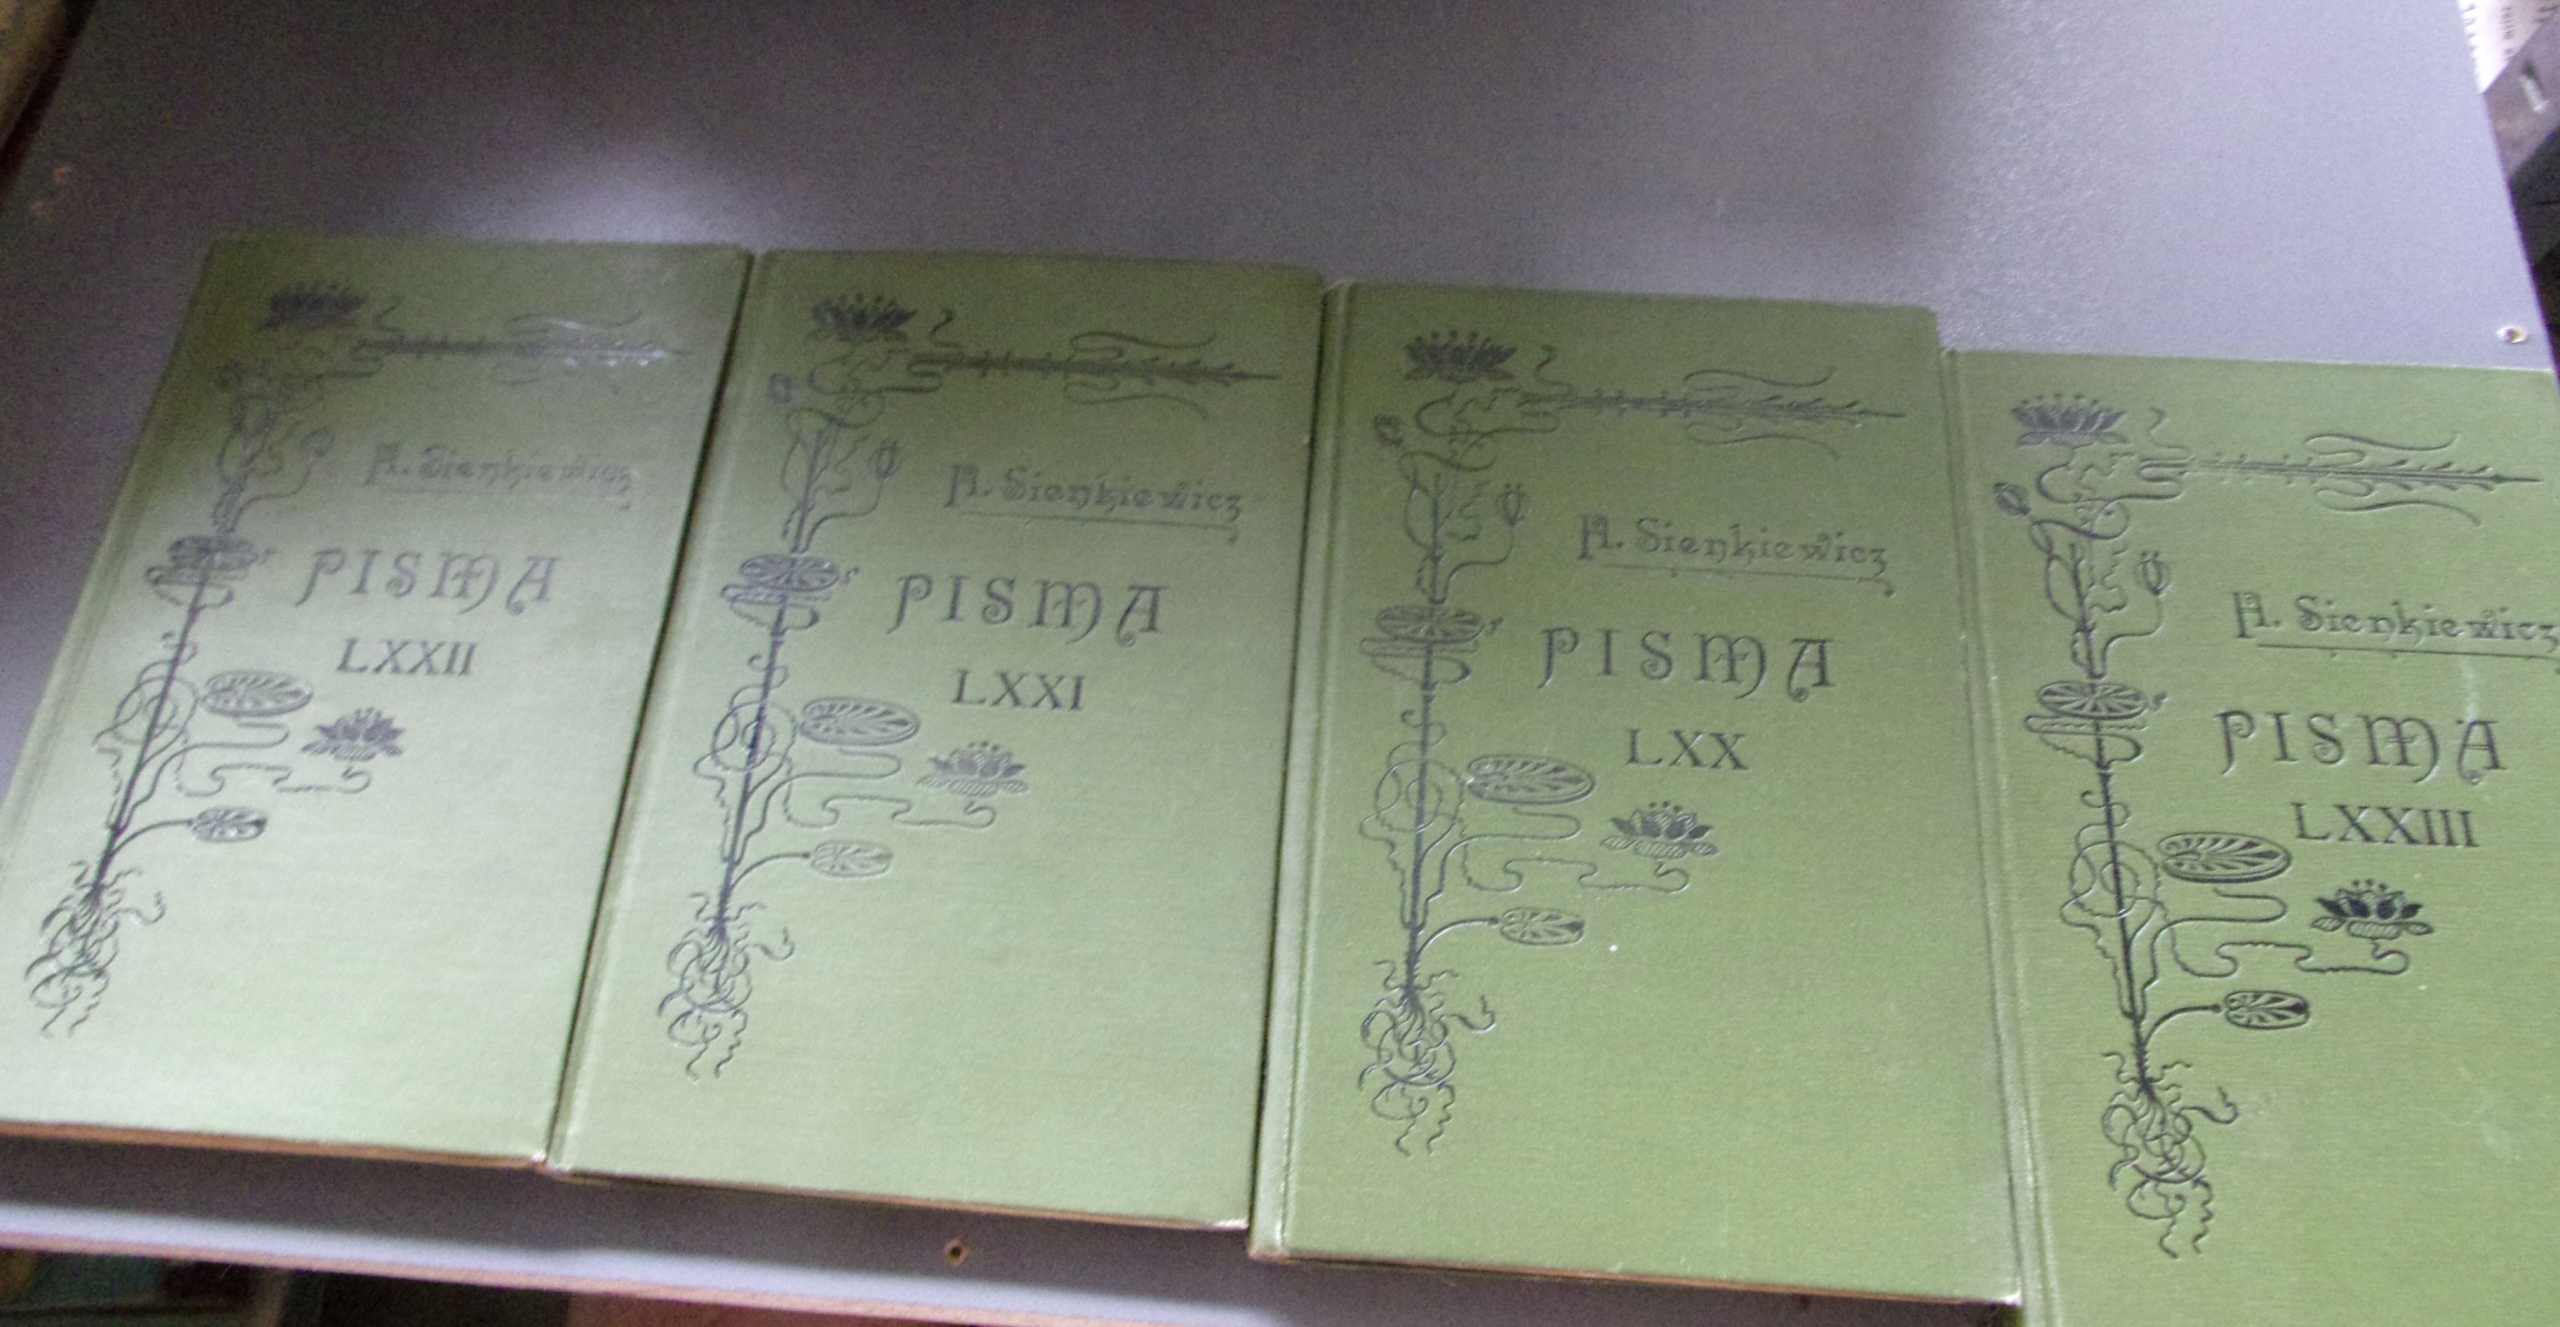 H. Sienkiewicz
PISMA
LXXII
H. Sienkiewicz
PISMA
LXXI
H. Sienkiewicz
PISMA
LXX
H. Sienkiewicz
PISMA
LXXIII